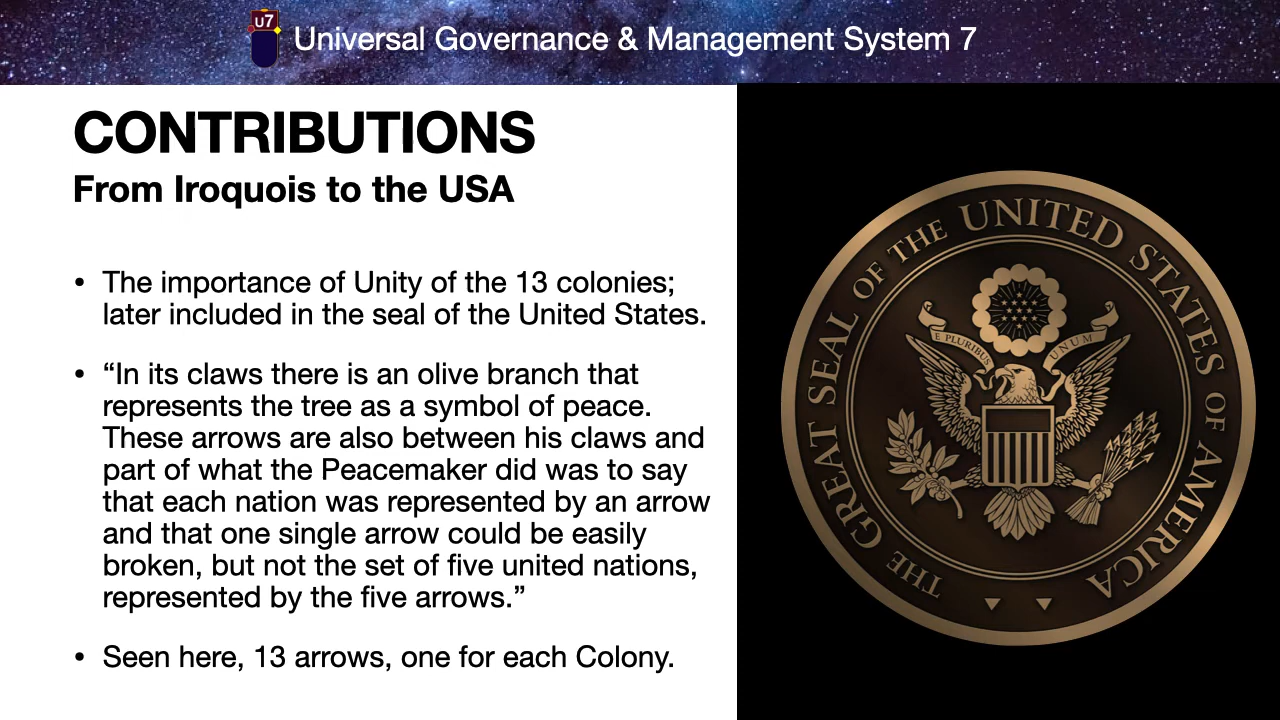 U7
Universal Governance & Management System 7
CONTRIBUTIONS
From Iroquois to the USA
• The importance of Unity of the 13 colonies;
later included in the seal of the United States.
• “In its claws there is an olive branch that
represents the tree as a symbol of peace.
These arrows are also between his claws and
part of what the Peacemaker did was to say
that each nation was represented by an arrow
and that one single arrow could be easily
broken, but not the set of five united nations,
represented by the five arrows.”
• Seen here, 13 arrows, one for each Colony.
THE GREAT SEAL OF THE UNITED STATES OF AMERICA
E PLURIBUS UNUM